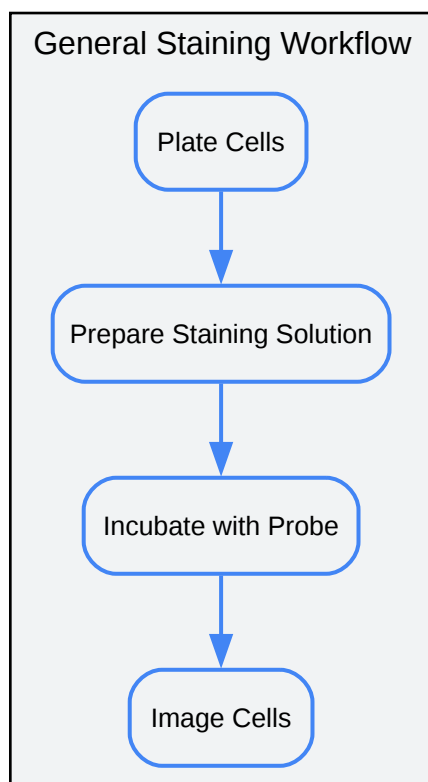 General Staining Workflow
Plate Cells
Prepare Staining Solution
Incubate with Probe
Image Cells